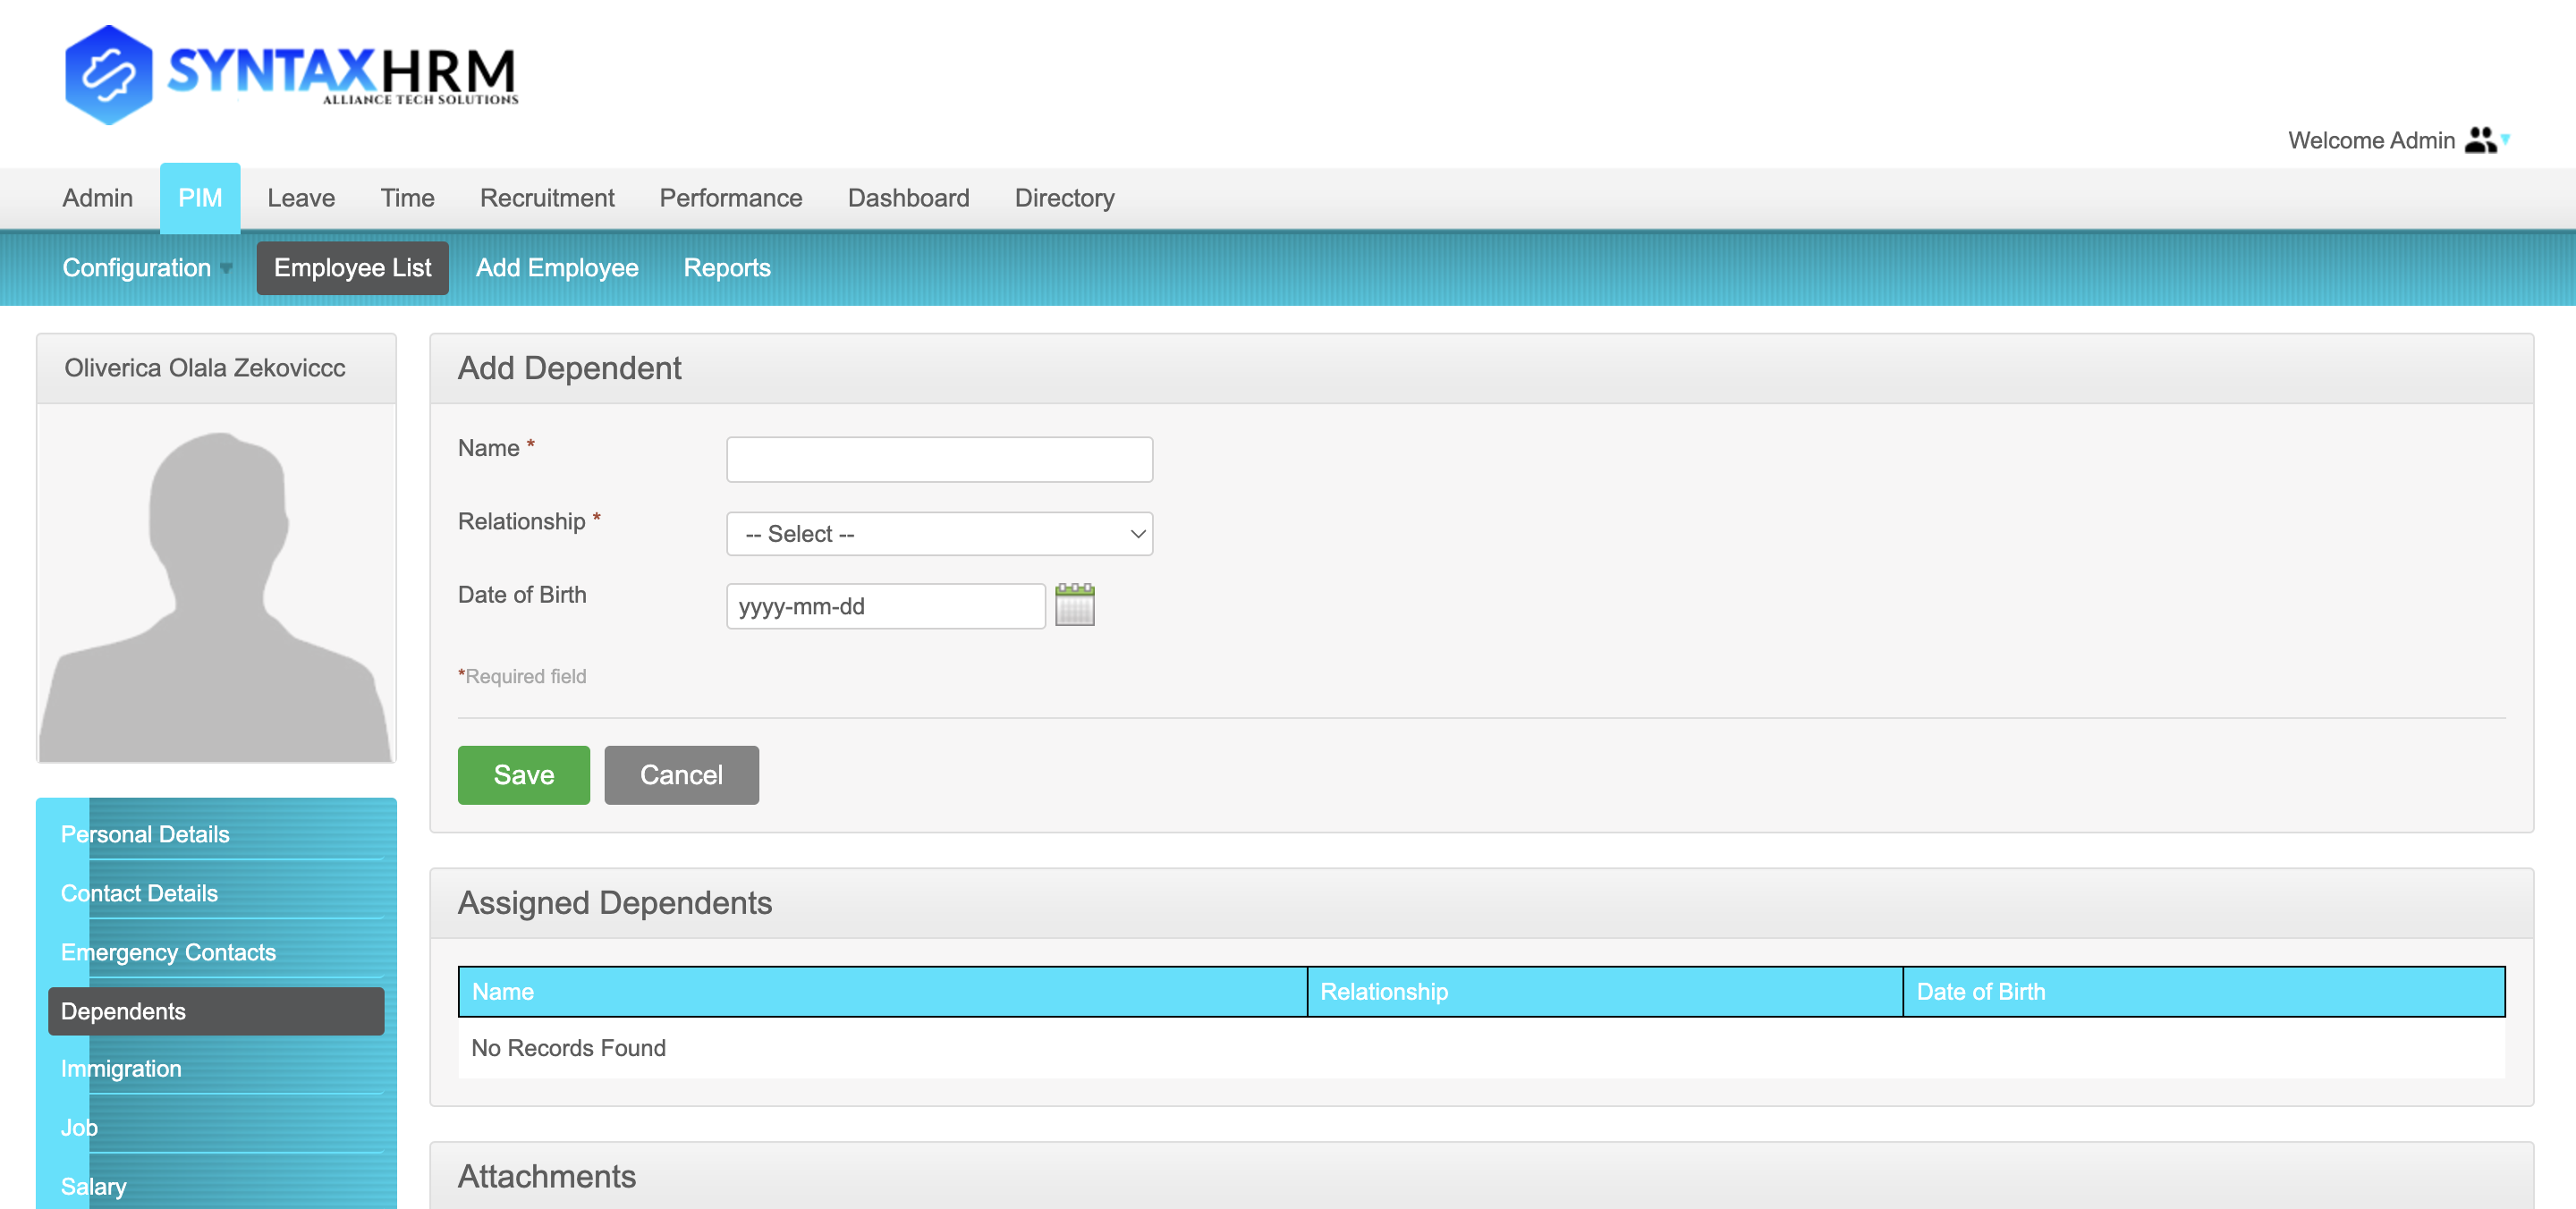 SYNTAXHRM
ALLIANCE TECH SOLUTIONS
Welcome Admin
Admin PIM Leave Time Recruitment Performance Dashboard Directory
Configuration Employee List Add Employee Reports
Oliverica Olala Zekoviccc
Add Dependent
Name *
Relationship * -- Select --
Date of Birth yyyy-mm-dd
*Required field
Save Cancel
Personal Details
Contact Details
Emergency Contacts
Dependents
Immigration
Job
Salary
Assigned Dependents
Name Relationship Date of Birth
No Records Found
Attachments